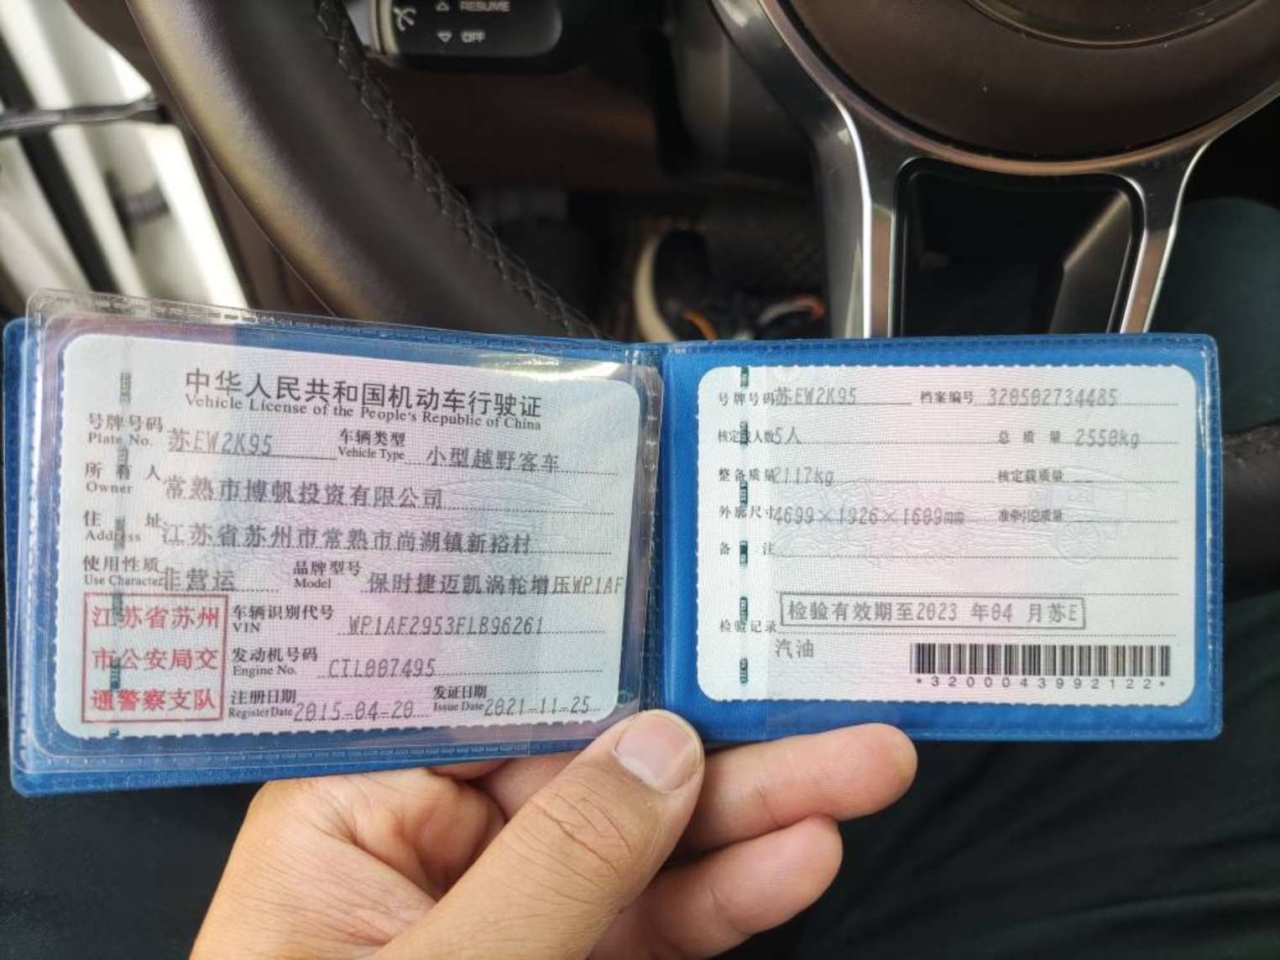 RESUME
OFF
中华人民共和国机动车行驶证
Vehicle License of the People's Republic of China
号牌号码 苏EW2K95 车辆类型 小型越野客车
Plate No. Vehicle Type
所有人 常熟市博帆投资有限公司
Owner
住址 江苏省苏州市常熟市尚湖镇新裕村
Address
使用性质 非营运 品牌型号 保时捷迈凯涡轮增压WP1AF
Use Character Model
江苏省苏州
市公安局交
通警察支队
车辆识别代号 WP1AF2953FLB96261
VIN
发动机号码 CTL007495
Engine No.
注册日期 2015-04-20 发证日期 2021-11-25
Register Date Issue Date
号牌号码 苏EW2K95 档案编号 320502734485
核定载人数 5人 总质量 2550kg
整备质量 2117kg 核定载质量 --
外廓尺寸 4699×1926×1609mm 准牵引总质量 --
备注
检验有效期至2023 年04 月苏E
检验记录
汽油
*3200043992122*